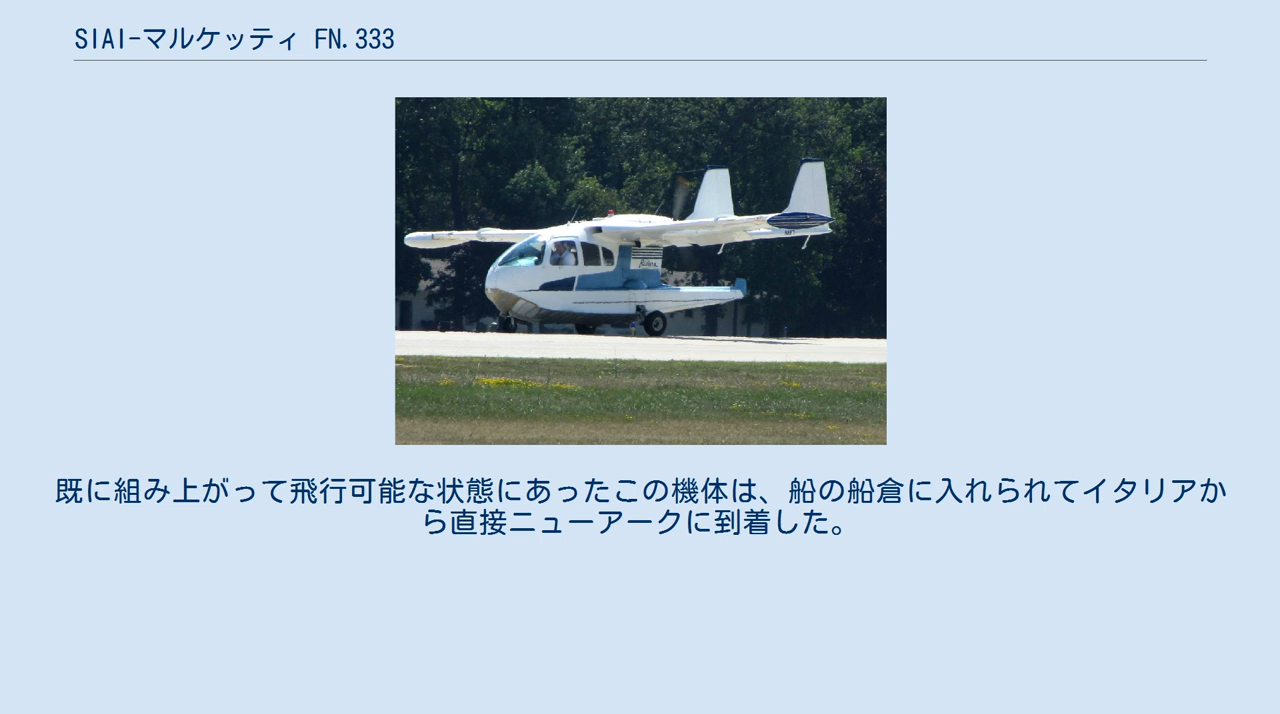 SIAI-マルケッティ FN.333
既に組み上がって飛行可能な状態にあったこの機体は、船の船倉に入れられてイタリアか
ら直接ニューアークに到着した。